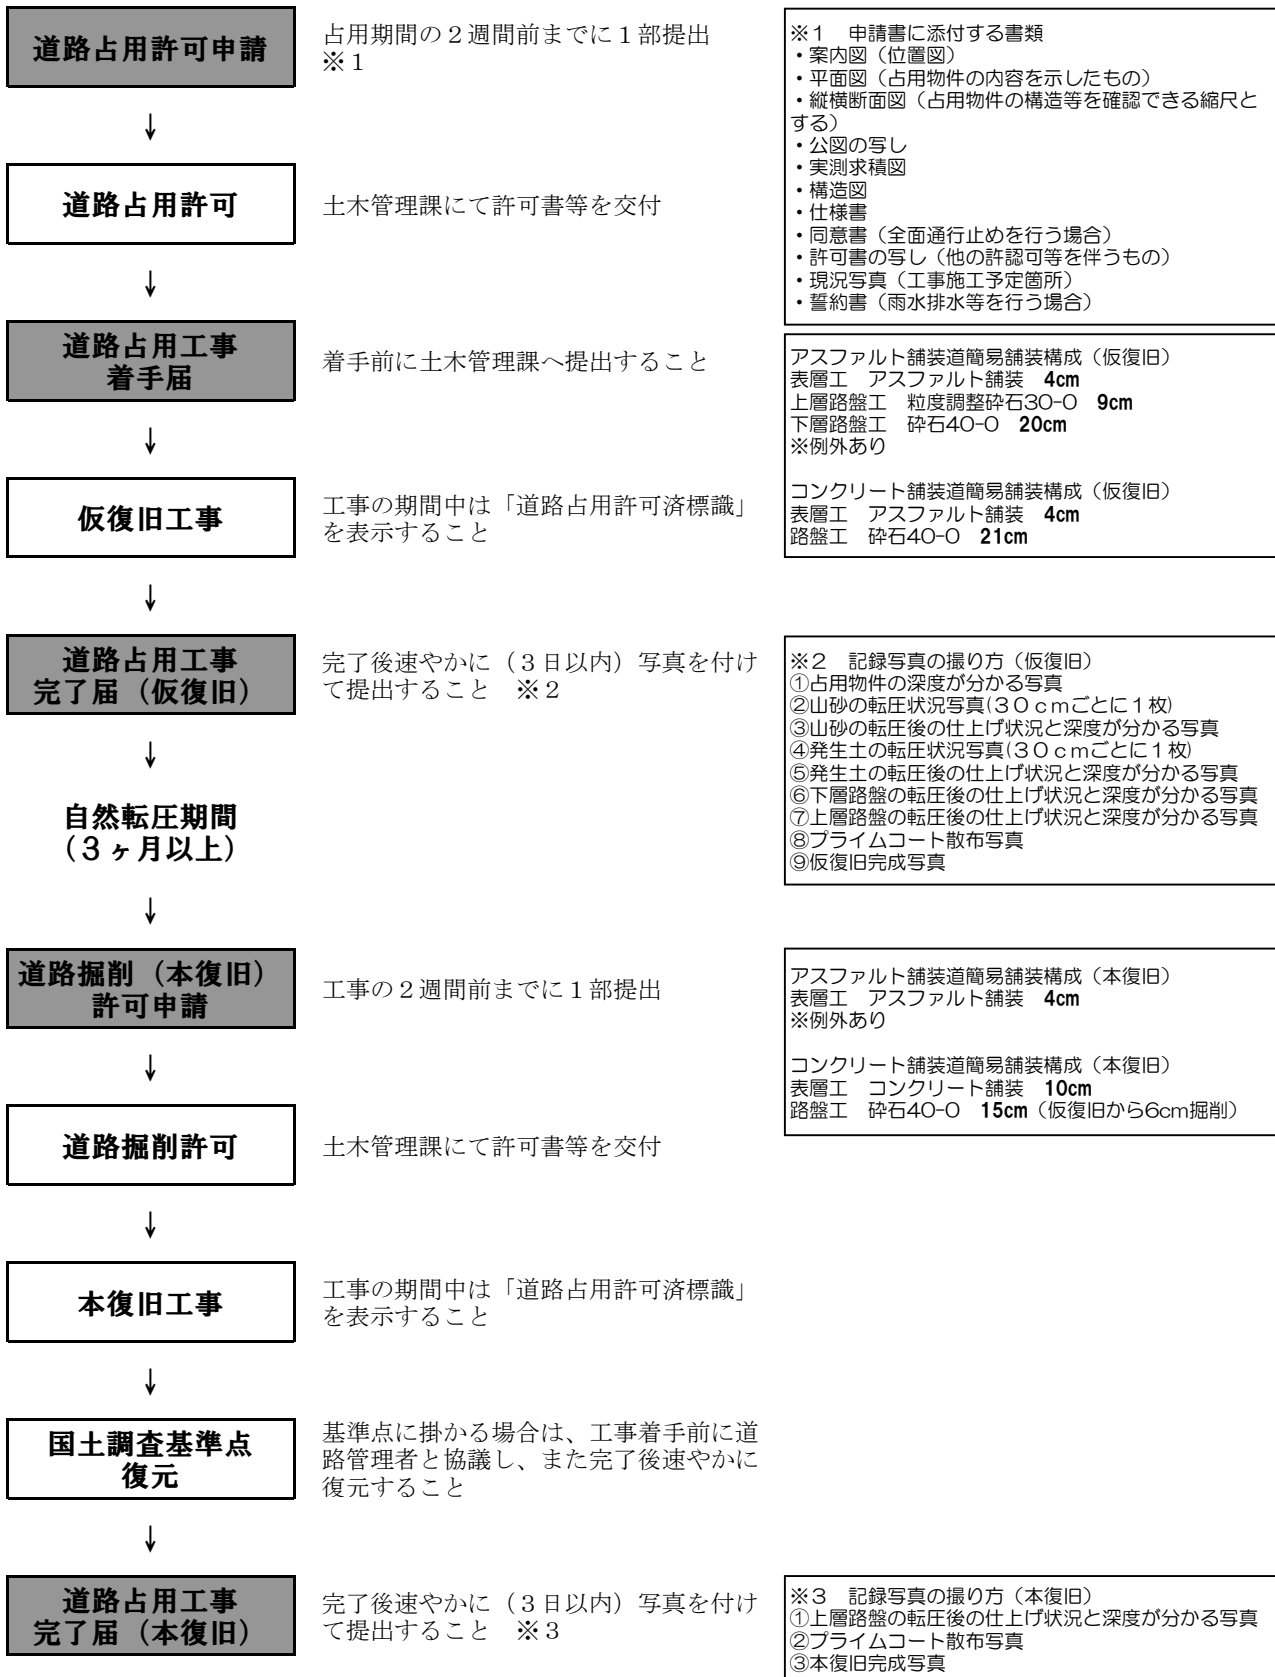 道路占用許可申請
占用期間の２週間前までに１部提出
※１
※１　申請書に添付する書類
・案内図（位置図）
・平面図（占用物件の内容を示したもの）
・縦横断面図（占用物件の構造等を確認できる縮尺と
する）
・公図の写し
・実測求積図
・構造図
・仕様書
・同意書（全面通行止めを行う場合）
・許可書の写し（他の許認可等を伴うもの）
・現況写真（工事施工予定箇所）
・誓約書（雨水排水等を行う場合）
↓
道路占用許可
土木管理課にて許可書等を交付
↓
道路占用工事
着手届
着手前に土木管理課へ提出すること
アスファルト舗装道簡易舗装構成（仮復旧）
表層工　アスファルト舗装　4cm
上層路盤工　粒度調整砕石30-0　9cm
下層路盤工　砕石40-0　20cm
※例外あり
コンクリート舗装道簡易舗装構成（仮復旧）
表層工　アスファルト舗装　4cm
路盤工　砕石40-0　21cm
↓
仮復旧工事
工事の期間中は「道路占用許可済標識」
を表示すること
↓
道路占用工事
完了届（仮復旧）
完了後速やかに（３日以内）写真を付け
て提出すること　※２
※２　記録写真の撮り方（仮復旧）
①占用物件の深度が分かる写真
②山砂の転圧状況写真(３０ｃｍごとに１枚)
③山砂の転圧後の仕上げ状況と深度が分かる写真
④発生土の転圧状況写真(３０ｃｍごとに１枚)
⑤発生土の転圧後の仕上げ状況と深度が分かる写真
⑥下層路盤の転圧後の仕上げ状況と深度が分かる写真
⑦上層路盤の転圧後の仕上げ状況と深度が分かる写真
⑧プライムコート散布写真
⑨仮復旧完成写真
↓
自然転圧期間
（３ヶ月以上）
↓
道路掘削（本復旧）
許可申請
工事の２週間前までに１部提出
アスファルト舗装道簡易舗装構成（本復旧）
表層工　アスファルト舗装　4cm
※例外あり
コンクリート舗装道簡易舗装構成（本復旧）
表層工　コンクリート舗装　10cm
路盤工　砕石40-0　15cm（仮復旧から6cm掘削）
↓
道路掘削許可
土木管理課にて許可書等を交付
↓
本復旧工事
工事の期間中は「道路占用許可済標識」
を表示すること
↓
国土調査基準点
復元
基準点に掛かる場合は、工事着手前に道
路管理者と協議し、また完了後速やかに
復元すること
↓
道路占用工事
完了届（本復旧）
完了後速やかに（３日以内）写真を付け
て提出すること　※３
※３　記録写真の撮り方（本復旧）
①上層路盤の転圧後の仕上げ状況と深度が分かる写真
②プライムコート散布写真
③本復旧完成写真